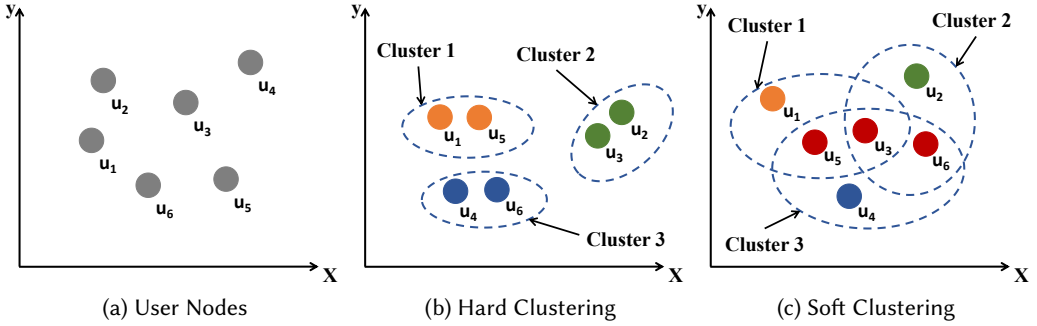 y
u2
u4
u3
u1
u6
u5
X
(a) User Nodes
y
Cluster 1
Cluster 2
u1
u5
u2
u3
u4
u6
Cluster 3
X
(b) Hard Clustering
y
Cluster 1
Cluster 2
u1
u2
u5
u3
u6
u4
Cluster 3
X
(c) Soft Clustering